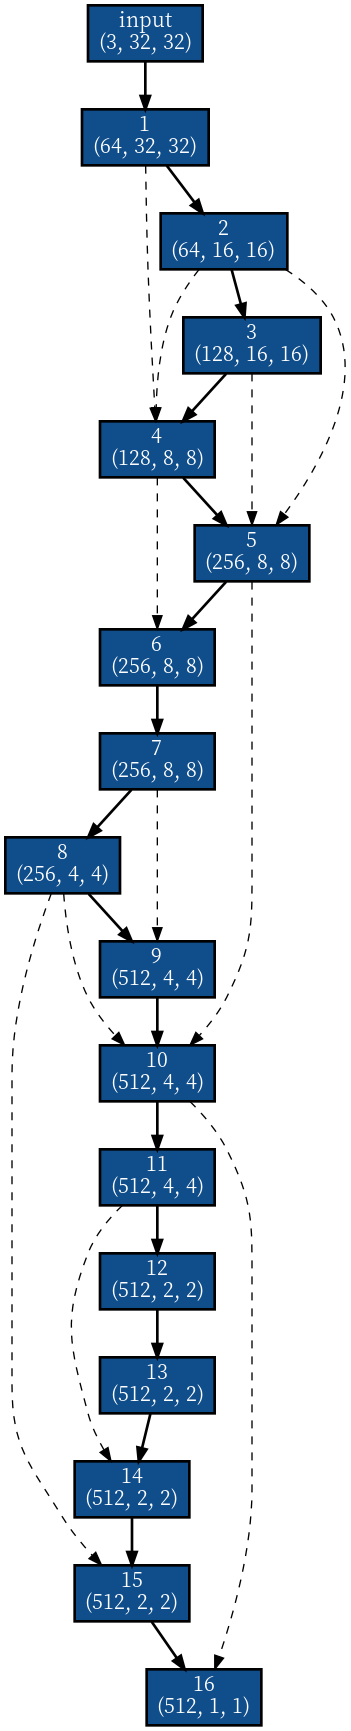 input
(3, 32, 32)
1
(64, 32, 32)
2
(64, 16, 16)
3
(128, 16, 16)
4
(128, 8, 8)
5
(256, 8, 8)
6
(256, 8, 8)
7
(256, 8, 8)
8
(256, 4, 4)
9
(512, 4, 4)
10
(512, 4, 4)
11
(512, 4, 4)
12
(512, 2, 2)
13
(512, 2, 2)
14
(512, 2, 2)
15
(512, 2, 2)
16
(512, 1, 1)